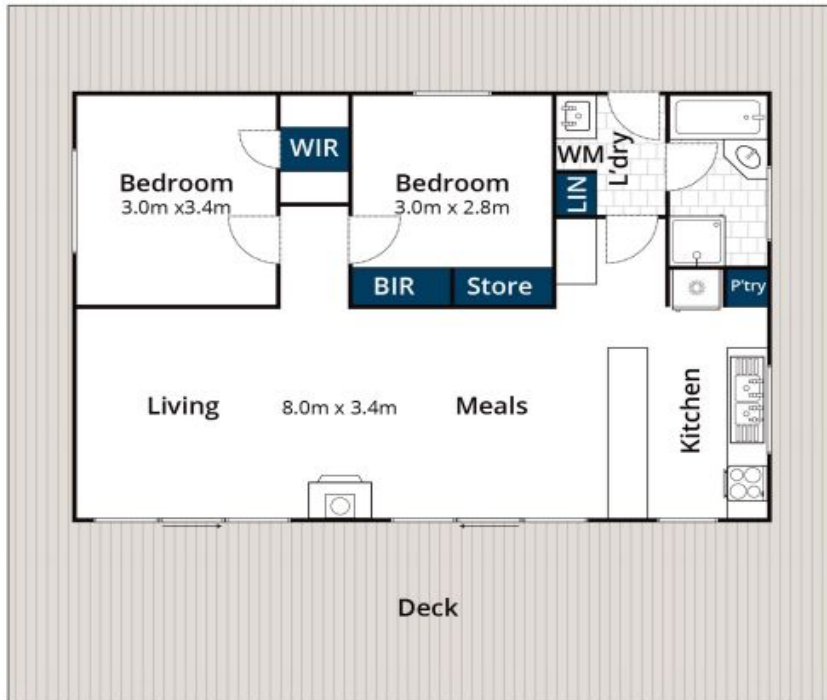 WIR
Bedroom
3.0m x3.4m
Bedroom
3.0m x 2.8m
WM
L'dry
LIN
BIR
Store
P'try
Living
8.0m x 3.4m
Meals
Kitchen
Deck